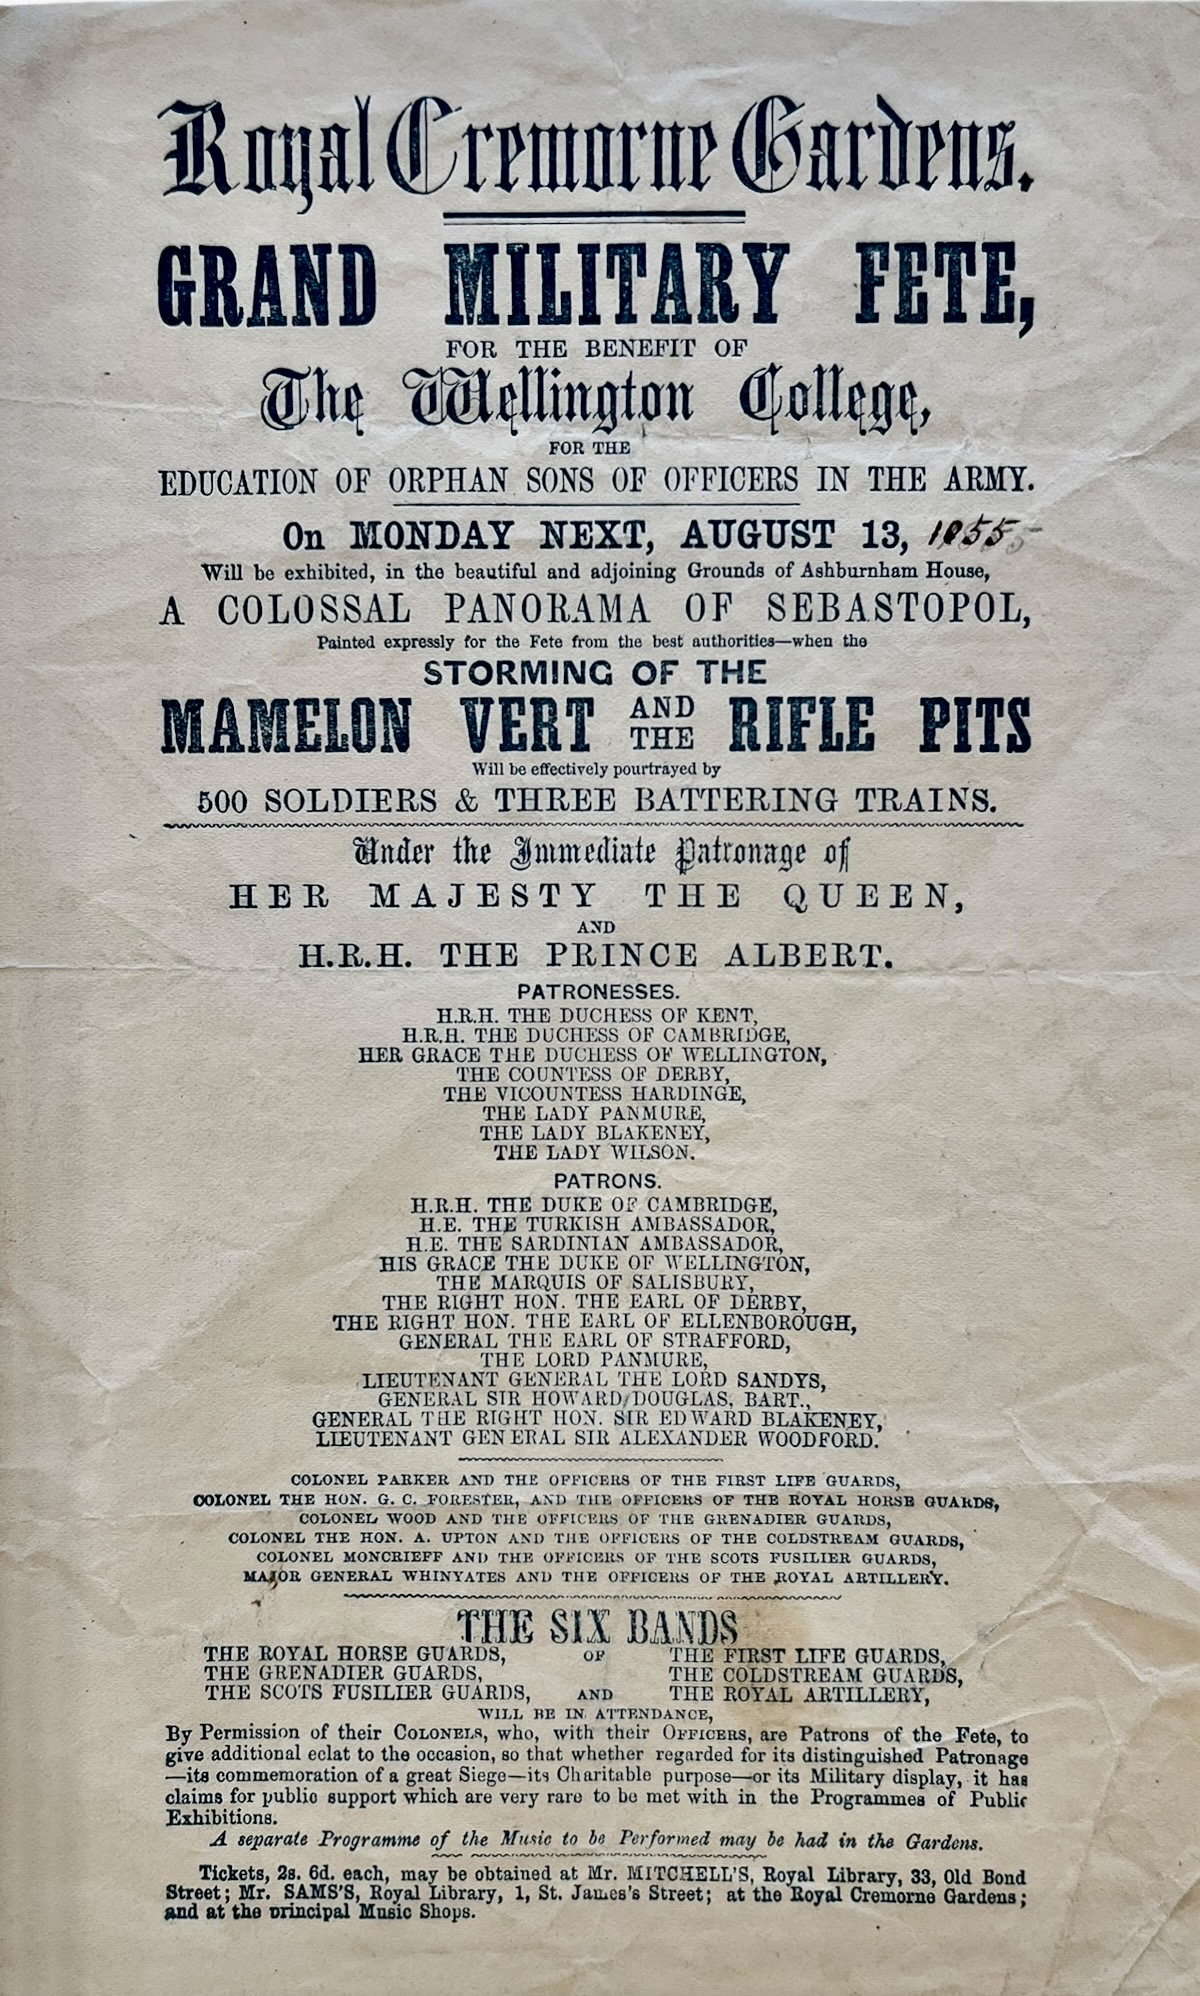 Royal Cremorne Gardens.
GRAND MILITARY FETE,
FOR THE BENEFIT OF
The Wellington College,
FOR THE
EDUCATION OF ORPHAN SONS OF OFFICERS IN THE ARMY.
On MONDAY NEXT, AUGUST 13, 1855
Will be exhibited, in the beautiful and adjoining Grounds of Ashburnham House,
A COLOSSAL PANORAMA OF SEBASTOPOL,
Painted expressly for the Fete from the best authorities—when the
STORMING OF THE
MAMELON VERT AND THE RIFLE PITS
Will be effectively pourtrayed by
500 SOLDIERS & THREE BATTERING TRAINS.
Under the Immediate Patronage of
HER MAJESTY THE QUEEN,
AND
H.R.H. THE PRINCE ALBERT.
PATRONESSES.
H.R.H. THE DUCHESS OF KENT,
H.R.H. THE DUCHESS OF CAMBRIDGE,
HER GRACE THE DUCHESS OF WELLINGTON,
THE COUNTESS OF DERBY,
THE VICOUNTESS HARDINGE,
THE LADY PANMURE,
THE LADY BLAKENEY,
THE LADY WILSON.
PATRONS.
H.R.H. THE DUKE OF CAMBRIDGE,
H.E. THE TURKISH AMBASSADOR,
H.E. THE SARDINIAN AMBASSADOR,
HIS GRACE THE DUKE OF WELLINGTON,
THE MARQUIS OF SALISBURY,
THE RIGHT HON. THE EARL OF DERBY,
THE RIGHT HON. THE EARL OF ELLENBOROUGH,
GENERAL THE EARL OF STRAFFORD,
THE LORD PANMURE,
LIEUTENANT GENERAL THE LORD SANDYS,
GENERAL SIR HOWARD DOUGLAS, BART.,
GENERAL THE RIGHT HON. SIR EDWARD BLAKENEY,
LIEUTENANT GENERAL SIR ALEXANDER WOODFORD.
COLONEL PARKER AND THE OFFICERS OF THE FIRST LIFE GUARDS,
COLONEL THE HON. G. C. FORESTER, AND THE OFFICERS OF THE ROYAL HORSE GUARDS,
COLONEL WOOD AND THE OFFICERS OF THE GRENADIER GUARDS,
COLONEL THE HON. A. UPTON AND THE OFFICERS OF THE COLDSTREAM GUARDS,
COLONEL MONCRIEFF AND THE OFFICERS OF THE SCOTS FUSILIER GUARDS,
MAJOR GENERAL WHINYATES AND THE OFFICERS OF THE ROYAL ARTILLERY.
THE SIX BANDS
THE ROYAL HORSE GUARDS, OF THE FIRST LIFE GUARDS,
THE GRENADIER GUARDS, THE COLDSTREAM GUARDS,
THE SCOTS FUSILIER GUARDS, AND THE ROYAL ARTILLERY,
WILL BE IN ATTENDANCE,
By Permission of their COLONELS, who, with their OFFICERS, are Patrons of the Fete, to
give additional eclat to the occasion, so that whether regarded for its distinguished Patronage
—its commemoration of a great Siege—its Charitable purpose—or its Military display, it has
claims for public support which are very rare to be met with in the Programmes of Public
Exhibitions.
A separate Programme of the Music to be Performed may be had in the Gardens.
Tickets, 2s. 6d. each, may be obtained at Mr. MITCHELL'S, Royal Library, 33, Old Bond
Street; Mr. SAMS'S, Royal Library, 1, St. James's Street; at the Royal Cremorne Gardens;
and at the principal Music Shops.